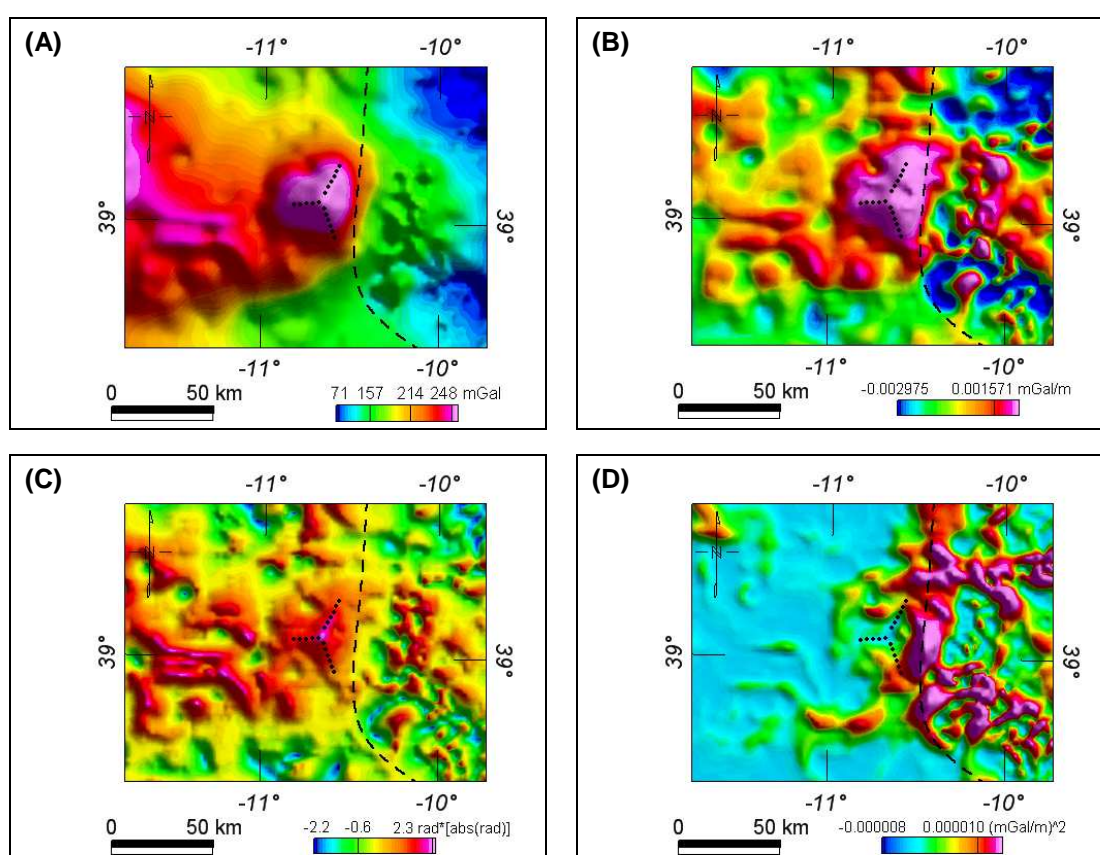 (A)
-11° -10°
N
39° 39°
-11° -10°
0 50 km
71 157 214 248 mGal
(B)
-11° -10°
N
39° 39°
-11° -10°
0 50 km
-0.002975 0.001571 mGal/m
(C)
-11° -10°
N
39° 39°
-11° -10°
0 50 km
-2.2 -0.6 2.3 rad*[abs(rad)]
(D)
-11° -10°
N
39° 39°
-11° -10°
0 50 km
-0.000008 0.000010 (mGal/m)^2